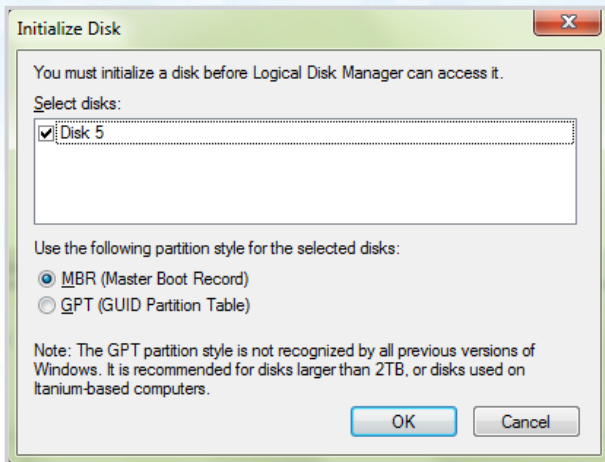 Initialize Disk
You must initialize a disk before Logical Disk Manager can access it.
Select disks:
Disk 5
Use the following partition style for the selected disks:
MBR (Master Boot Record)
GPT (GUID Partition Table)
Note: The GPT partition style is not recognized by all previous versions of
Windows. It is recommended for disks larger than 2TB, or disks used on
Itanium-based computers.
OK Cancel